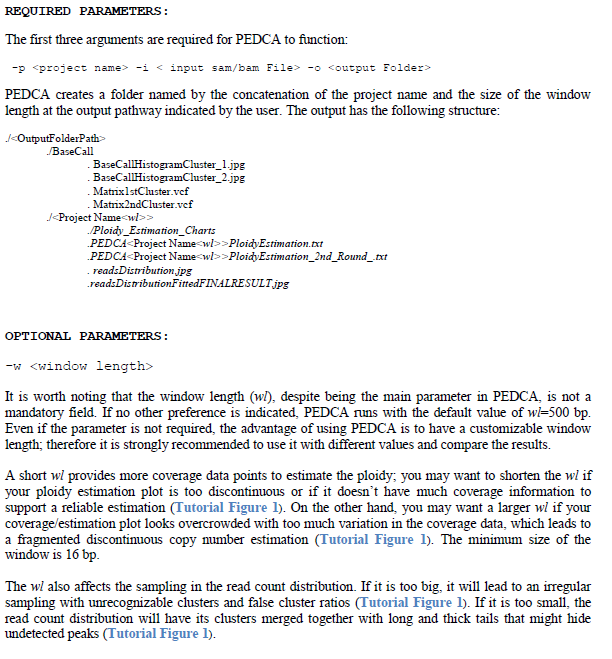 REQUIRED PARAMETERS:
The first three arguments are required for PEDCA to function:
-p <project name> -i < input sam/bam File> -o <output Folder>
PEDCA creates a folder named by the concatenation of the project name and the size of the window
length at the output pathway indicated by the user. The output has the following structure:
./<OutputFolderPath>
./BaseCall
. BaseCallHistogramCluster_1.jpg
. BaseCallHistogramCluster_2.jpg
. Matrix1stCluster.vcf
. Matrix2ndCluster.vcf
./<Project Name<wl>>
./Ploidy_Estimation_Charts
.PEDCA<Project Name<wl>>PloidyEstimation.txt
.PEDCA<Project Name<wl>>PloidyEstimation_2nd_Round_.txt
. readsDistribution.jpg
.readsDistributionFittedFINALRESULT.jpg
OPTIONAL PARAMETERS:
-w <window length>
It is worth noting that the window length (wl), despite being the main parameter in PEDCA, is not a
mandatory field. If no other preference is indicated, PEDCA runs with the default value of wl=500 bp.
Even if the parameter is not required, the advantage of using PEDCA is to have a customizable window
length; therefore it is strongly recommended to use it with different values and compare the results.
A short wl provides more coverage data points to estimate the ploidy; you may want to shorten the wl if
your ploidy estimation plot is too discontinuous or if it doesn't have much coverage information to
support a reliable estimation (Tutorial Figure 1). On the other hand, you may want a larger wl if your
coverage/estimation plot looks overcrowded with too much variation in the coverage data, which leads to
a fragmented discontinuous copy number estimation (Tutorial Figure 1). The minimum size of the
window is 16 bp.
The wl also affects the sampling in the read count distribution. If it is too big, it will lead to an irregular
sampling with unrecognizable clusters and false cluster ratios (Tutorial Figure 1). If it is too small, the
read count distribution will have its clusters merged together with long and thick tails that might hide
undetected peaks (Tutorial Figure 1).